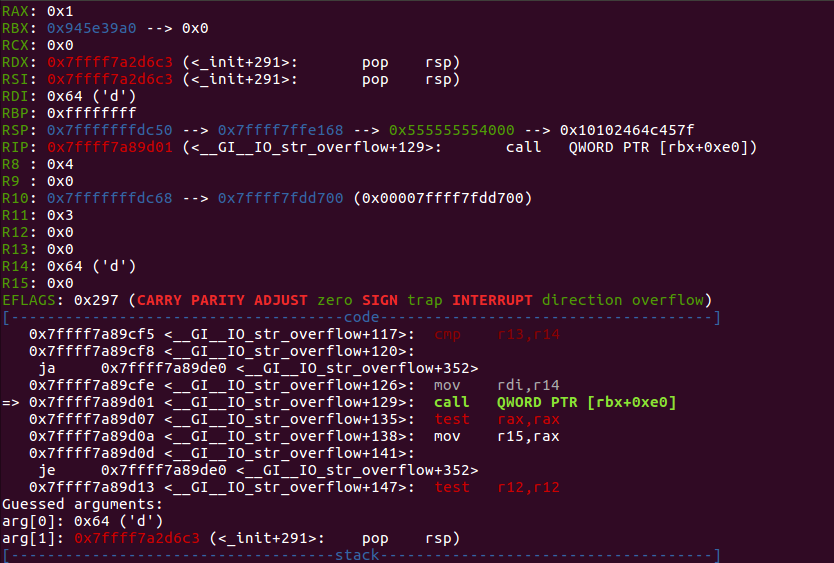 RAX: 0x1
RBX: 0x945e39a0 --> 0x0
RCX: 0x0
RDX: 0x7ffff7a2d6c3 (<_init+291>:        pop    rsp)
RSI: 0x7ffff7a2d6c3 (<_init+291>:        pop    rsp)
RDI: 0x64 ('d')
RBP: 0xffffffff
RSP: 0x7fffffffdc50 --> 0x7ffff7ffe168 --> 0x555555554000 --> 0x10102464c457f
RIP: 0x7ffff7a89d01 (<__GI__IO_str_overflow+129>:        call   QWORD PTR [rbx+0xe0])
R8 : 0x4
R9 : 0x0
R10: 0x7fffffffdc68 --> 0x7ffff7fdd700 (0x00007ffff7fdd700)
R11: 0x3
R12: 0x0
R13: 0x0
R14: 0x64 ('d')
R15: 0x0
EFLAGS: 0x297 (CARRY PARITY ADJUST zero SIGN trap INTERRUPT direction overflow)
[-------------------------------------code-------------------------------------]
   0x7ffff7a89cf5 <__GI__IO_str_overflow+117>:  cmp    r13,r14
   0x7ffff7a89cf8 <__GI__IO_str_overflow+120>:
    ja     0x7ffff7a89de0 <__GI__IO_str_overflow+352>
   0x7ffff7a89cfe <__GI__IO_str_overflow+126>:  mov    rdi,r14
=> 0x7ffff7a89d01 <__GI__IO_str_overflow+129>:  call   QWORD PTR [rbx+0xe0]
   0x7ffff7a89d07 <__GI__IO_str_overflow+135>:  test   rax,rax
   0x7ffff7a89d0a <__GI__IO_str_overflow+138>:  mov    r15,rax
   0x7ffff7a89d0d <__GI__IO_str_overflow+141>:
    je     0x7ffff7a89de0 <__GI__IO_str_overflow+352>
   0x7ffff7a89d13 <__GI__IO_str_overflow+147>:  test   r12,r12
Guessed arguments:
arg[0]: 0x64 ('d')
arg[1]: 0x7ffff7a2d6c3 (<_init+291>:    pop    rsp)
[------------------------------------stack-------------------------------------]